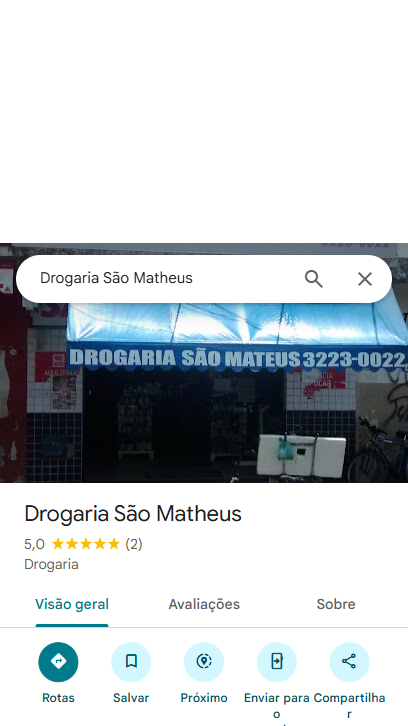 Drogaria São Matheus
DROGARIA SÃO MATEUS 3223-0022
Drogaria São Matheus
5,0 (2)
Drogaria
Visão geral Avaliações Sobre
Rotas Salvar Próximo Enviar para o Compartilhar